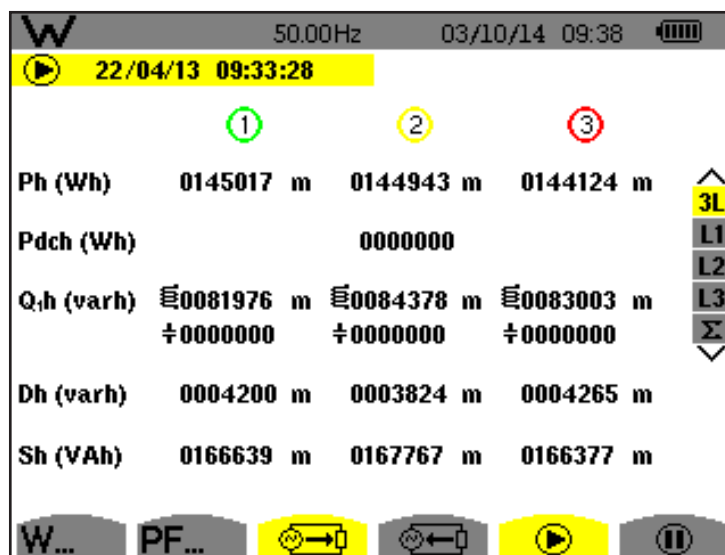 W 50.00Hz 03/10/14 09:38
22/04/13 09:33:28
1 2 3
Ph (Wh) 0145017 m 0144943 m 0144124 m
3L
Pdch (Wh) 0000000
L1
L2
Q₁h (varh) 0081976 m 0084378 m 0083003 m
L3
0000000 0000000 0000000
Σ
Dh (varh) 0004200 m 0003824 m 0004265 m
Sh (VAh) 0166639 m 0167767 m 0166377 m
W... PF...